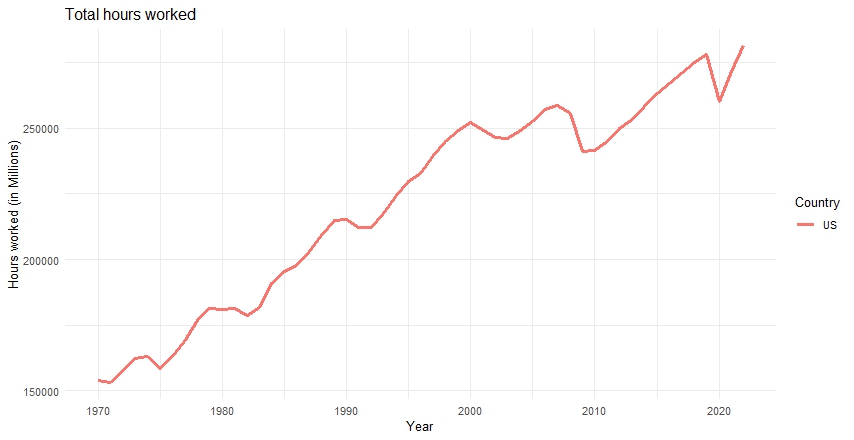 Total hours worked
Hours worked (in Millions)
250000
200000
150000
1970 1980 1990 2000 2010 2020
Year
Country
US